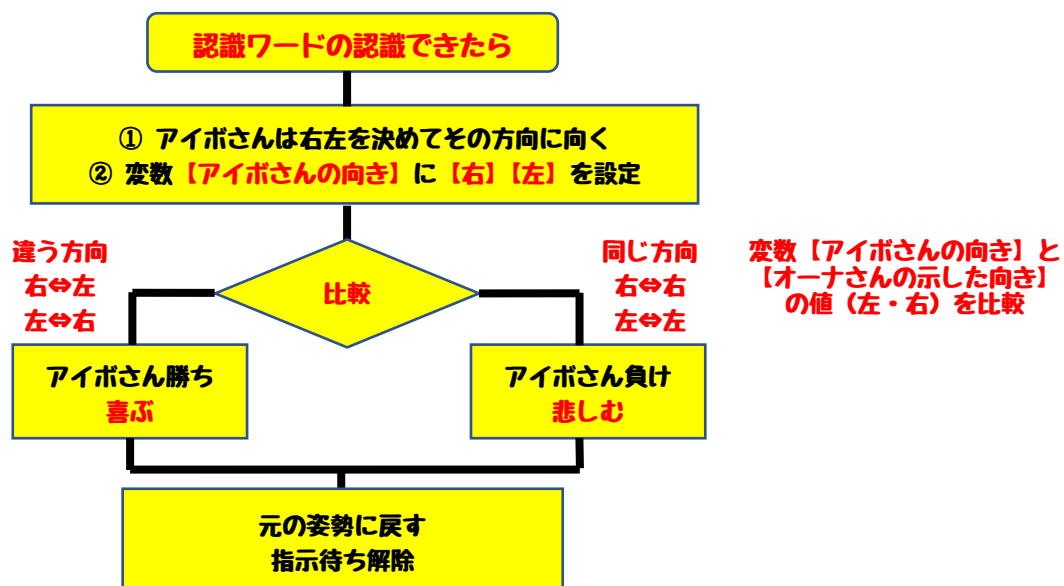 認識ワードの認識できたら
① アイボさんは右左を決めてその方向に向く
② 変数【アイボさんの向き】に【右】【左】を設定
違う方向
右⇔左
左⇔右
比較
同じ方向
右⇔右
左⇔左
変数【アイボさんの向き】と
【オーナさんの示した向き】
の値（左・右）を比較
アイボさん勝ち
喜ぶ
アイボさん負け
悲しむ
元の姿勢に戻す
指示待ち解除